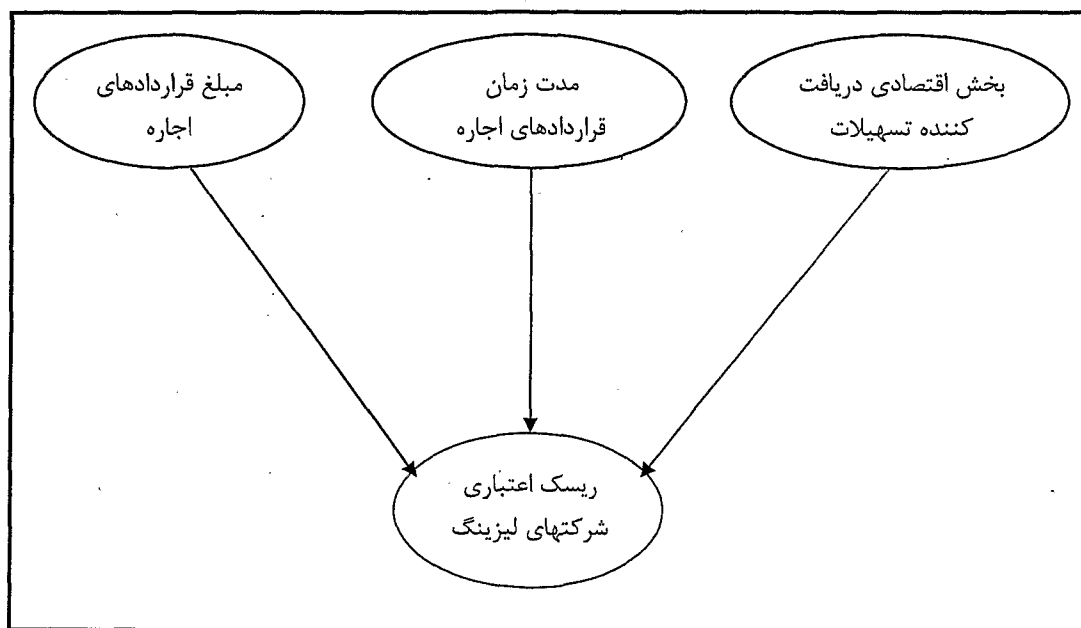 بخش اقتصادی دریافت
کننده تسهیلات
مدت زمان
قراردادهای اجاره
مبلغ قراردادهای
اجاره
ریسک اعتباری
شرکتهای لیزینگ